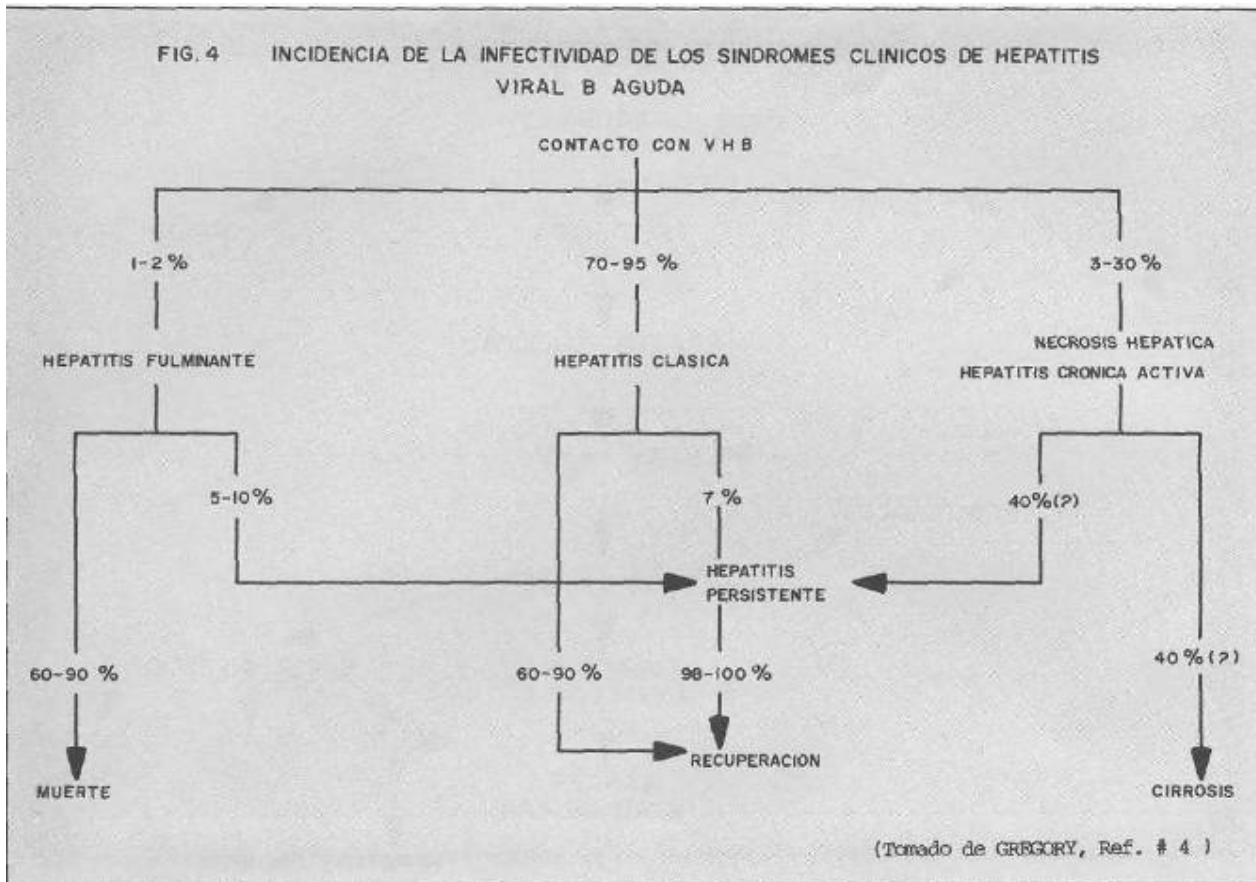 FIG. 4 INCIDENCIA DE LA INFECTIVIDAD DE LOS SINDROMES CLINICOS DE HEPATITIS
VIRAL B AGUDA
CONTACTO CON VHB
1-2 %
70-95 %
3-30%
HEPATITIS FULMINANTE
HEPATITIS CLASICA
NECROSIS HEPATICA
HEPATITIS CRONICA ACTIVA
5-10%
7 %
40%(?)
HEPATITIS
PERSISTENTE
60-90 %
60-90 %
98-100%
40%(?)
MUERTE
RECUPERACION
CIRROSIS
(Tomado de GREGORY, Ref. # 4 )